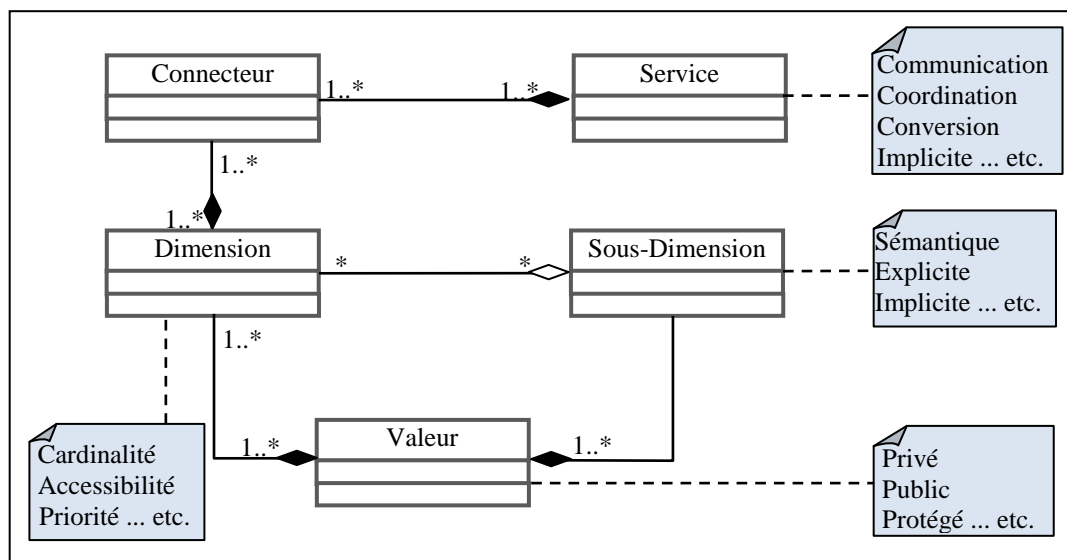 Connecteur
Service
1..*
1..*
Communication
Coordination
Conversion
Implicite ... etc.
1..*
1..*
Dimension
Sous-Dimension
*
*
Sémantique
Explicite
Implicite ... etc.
1..*
Valeur
1..*
1..*
Cardinalité
Accessibilité
Priorité ... etc.
Privé
Public
Protégé ... etc.